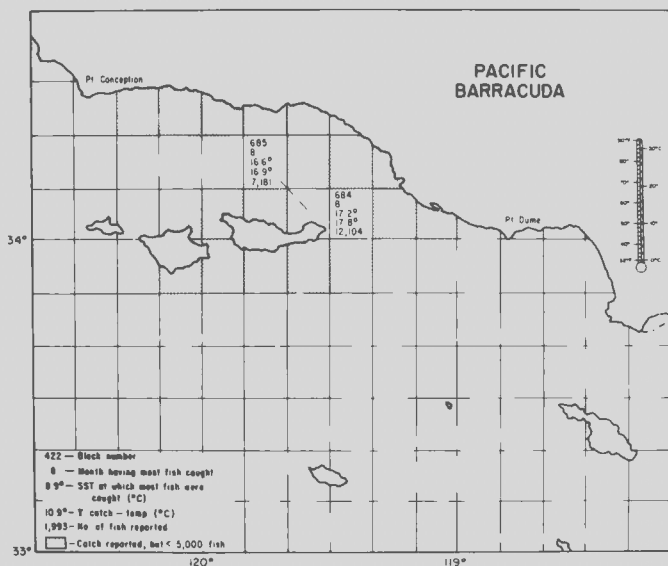 PACIFIC
BARRACUDA
Pt Conception
685
8
16.6°
16.9°
7,181
684
8
17.2°
17.8°
12,104
Pt Dume
34°
422 — Block number
8 — Month having most fish caught
8.9° — SST at which most fish were
caught (°C)
10.9° - catch - temp (°C)
1,993 - No of fish reported
- Catch reported, but < 5,000 fish
33°
120°
119°